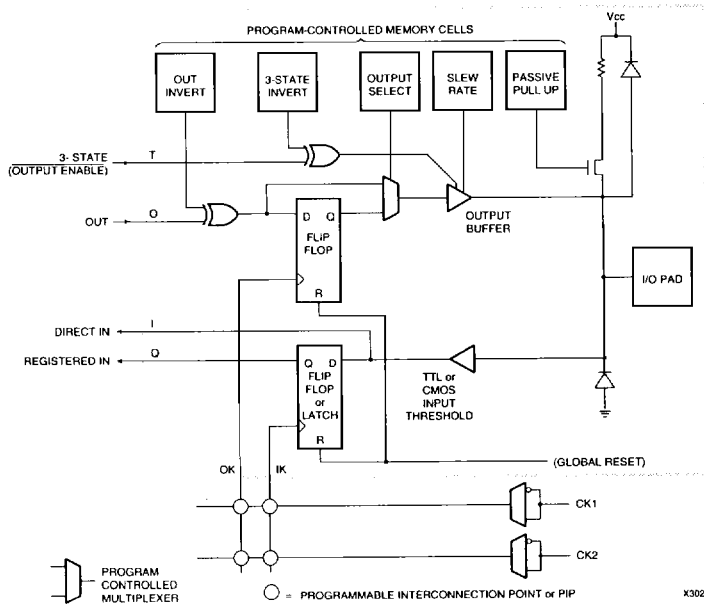 PROGRAM-CONTROLLED MEMORY CELLS
Vcc
OUT
INVERT
3-STATE
INVERT
OUTPUT
SELECT
SLEW
RATE
PASSIVE
PULL UP
3- STATE
(OUTPUT ENABLE)
T
OUT
O
D Q
FLIP
FLOP
R
OUTPUT
BUFFER
I/O PAD
DIRECT IN
I
REGISTERED IN
Q
Q D
FLIP
FLOP
or
LATCH
R
TTL or
CMOS
INPUT
THRESHOLD
OK
IK
(GLOBAL RESET)
CK1
CK2
PROGRAM
CONTROLLED
MULTIPLEXER
= PROGRAMMABLE INTERCONNECTION POINT or PIP
X302